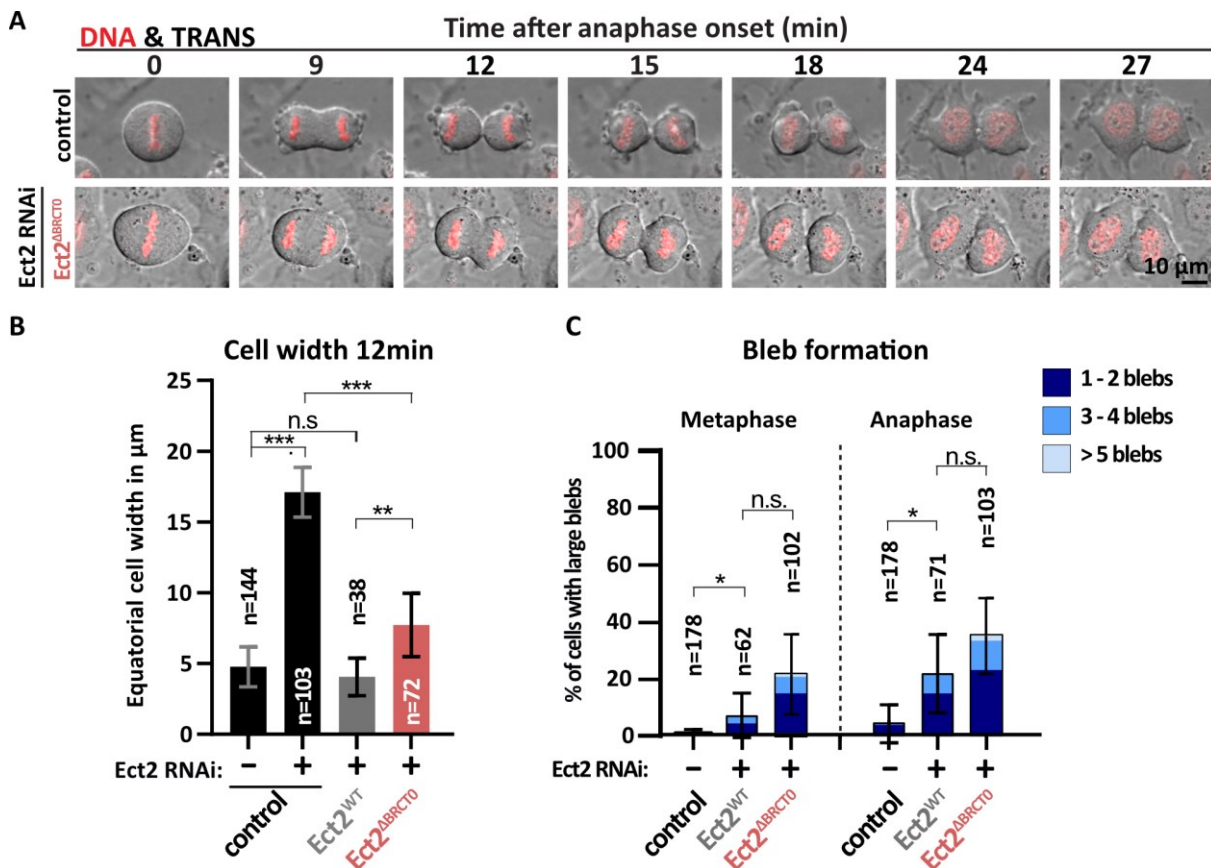 A
DNA & TRANS
Time after anaphase onset (min)
0 9 12 15 18 24 27
control
Ect2 RNAi
Ect2ΔBRCT0
10 µm
B
Cell width 12min
Equatorial cell width in µm
25
20
15
10
5
0
***
n.s
***
**
n=144
n=103
n=38
n=72
Ect2 RNAi: – + + +
control
Ect2WT
Ect2ΔBRCT0
C
Bleb formation
1 - 2 blebs
3 - 4 blebs
> 5 blebs
Metaphase Anaphase
% of cells with large blebs
100
80
60
40
20
0
n.s.
*
n.s.
*
n=178
n=62
n=102
n=178
n=71
n=103
Ect2 RNAi: – + + – + +
control
Ect2WT
Ect2ΔBRCT0
control
Ect2WT
Ect2ΔBRCT0